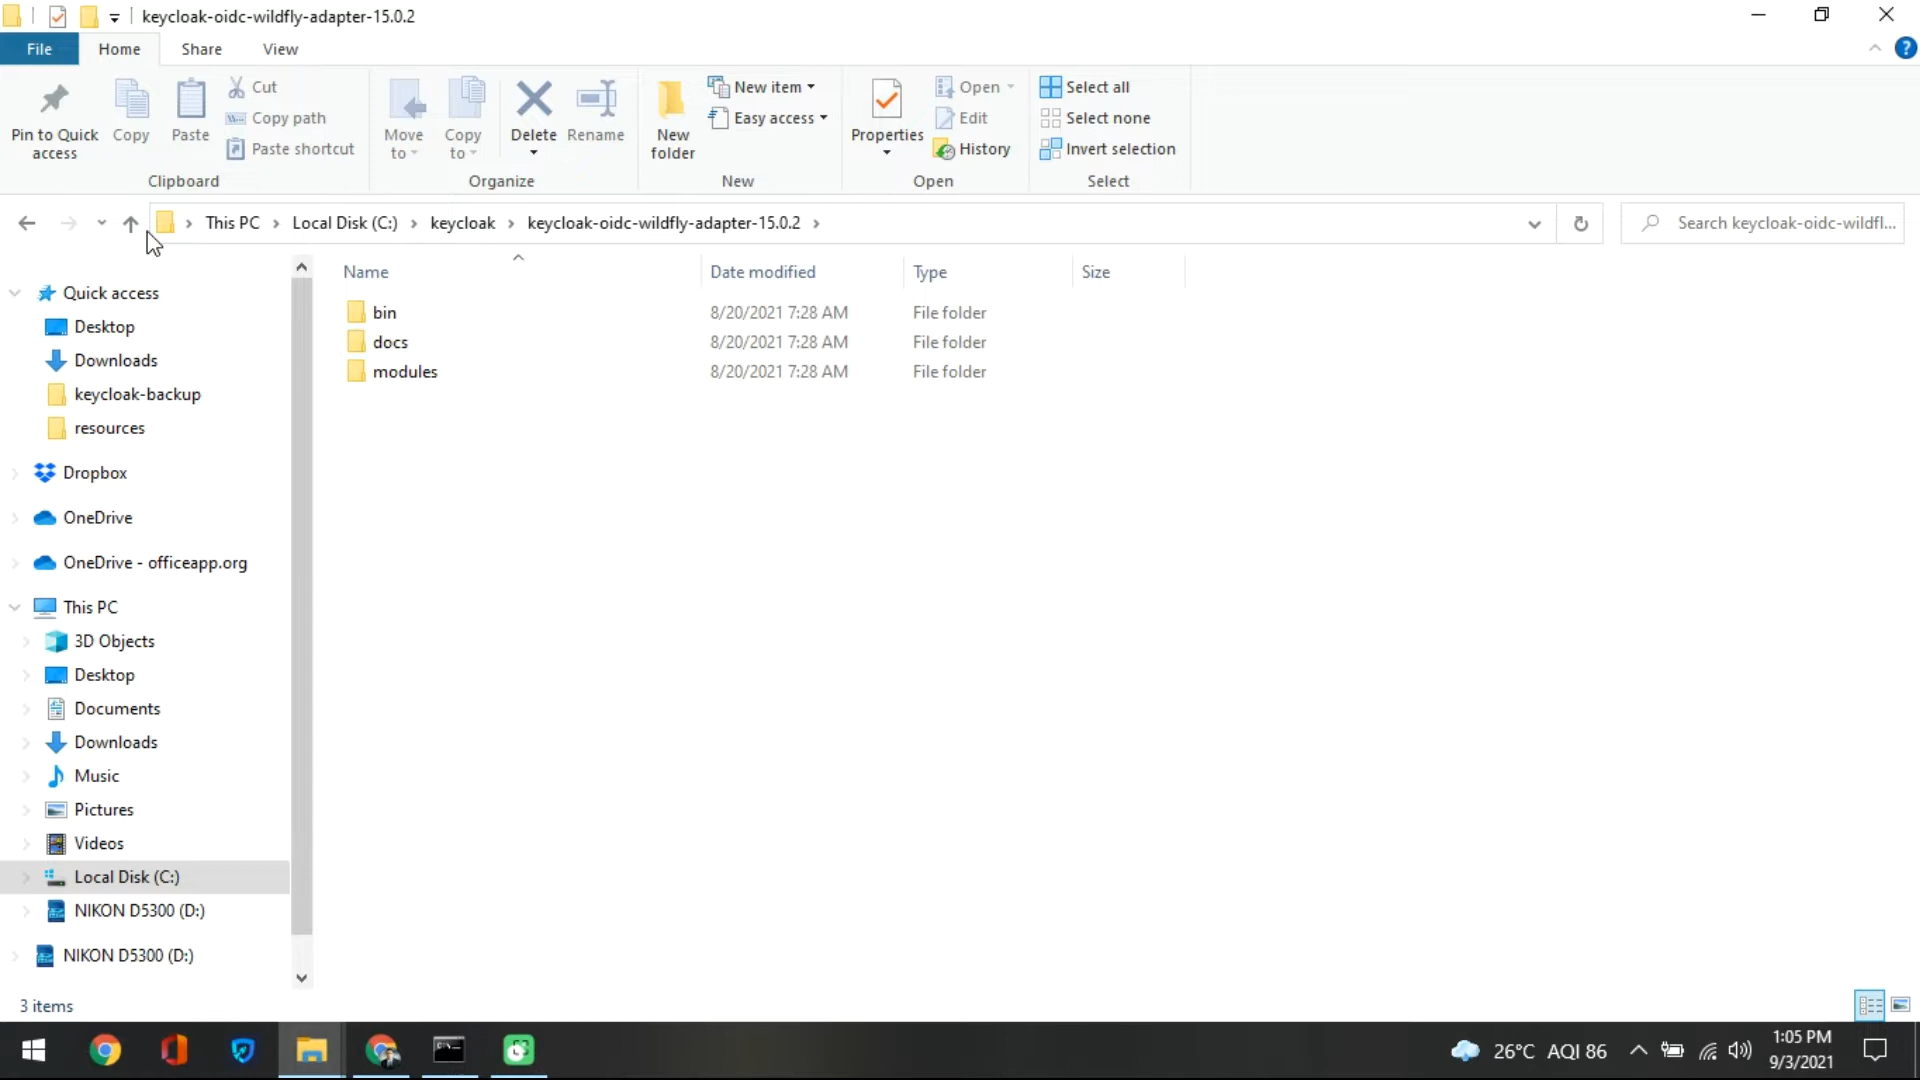 keycloak-oidc-wildfly-adapter-15.0.2
File Home Share View
Pin to Quick access
Copy
Paste
Cut
Copy path
Paste shortcut
Clipboard
Move to
Copy to
Delete
Rename
Organize
New folder
New item
Easy access
New
Properties
Open
Edit
History
Open
Select all
Select none
Invert selection
Select
This PC Local Disk (C:) keycloak keycloak-oidc-wildfly-adapter-15.0.2
Search keycloak-oidc-wildfl...
Quick access
Desktop
Downloads
keycloak-backup
resources
Dropbox
OneDrive
OneDrive - officeapp.org
This PC
3D Objects
Desktop
Documents
Downloads
Music
Pictures
Videos
Local Disk (C:)
NIKON D5300 (D:)
NIKON D5300 (D:)
Name Date modified Type Size
bin 8/20/2021 7:28 AM File folder
docs 8/20/2021 7:28 AM File folder
modules 8/20/2021 7:28 AM File folder
3 items
26°C AQI 86
1:05 PM
9/3/2021